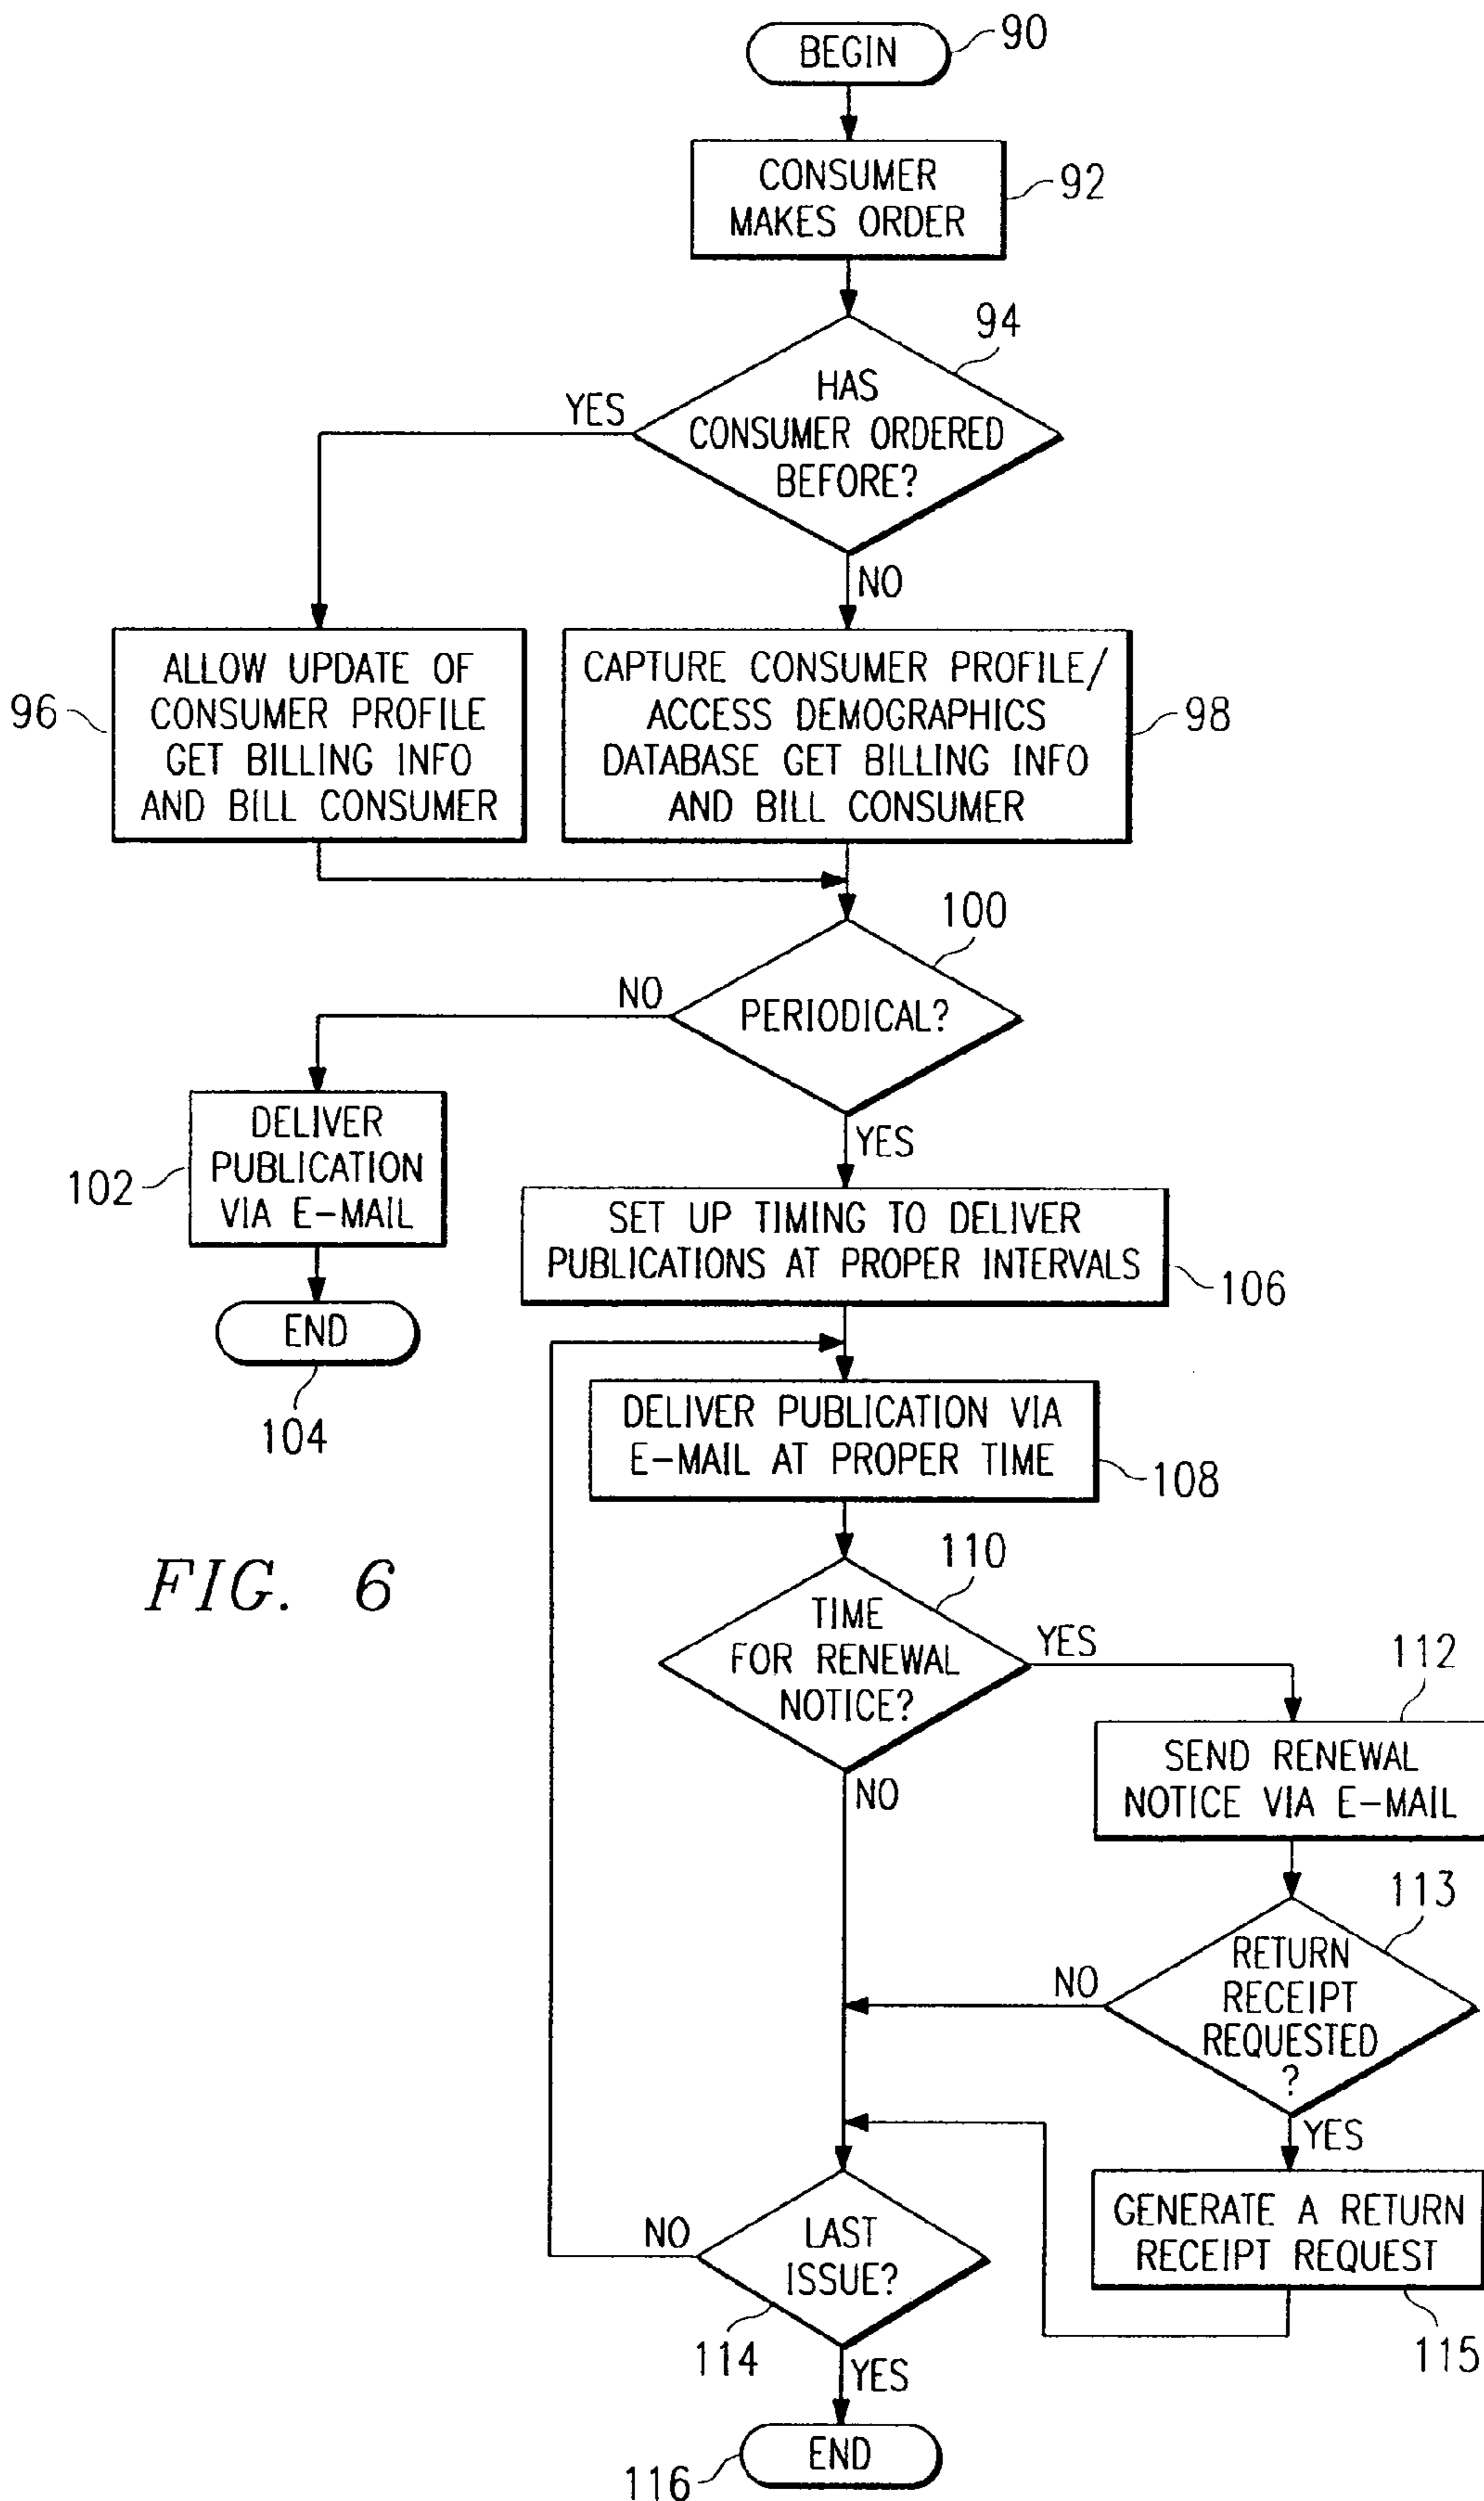 BEGIN
90
CONSUMER
MAKES ORDER
92
94
HAS
CONSUMER ORDERED
BEFORE?
YES
NO
ALLOW UPDATE OF
CONSUMER PROFILE
GET BILLING INFO
AND BILL CONSUMER
96
CAPTURE CONSUMER PROFILE/
ACCESS DEMOGRAPHICS
DATABASE GET BILLING INFO
AND BILL CONSUMER
98
100
PERIODICAL?
NO
YES
DELIVER
PUBLICATION
VIA E-MAIL
102
END
104
SET UP TIMING TO DELIVER
PUBLICATIONS AT PROPER INTERVALS
106
DELIVER PUBLICATION VIA
E-MAIL AT PROPER TIME
108
FIG. 6
110
TIME
FOR RENEWAL
NOTICE?
YES
NO
112
SEND RENEWAL
NOTICE VIA E-MAIL
113
RETURN
RECEIPT
REQUESTED
?
NO
YES
GENERATE A RETURN
RECEIPT REQUEST
115
LAST
ISSUE?
NO
114
YES
END
116